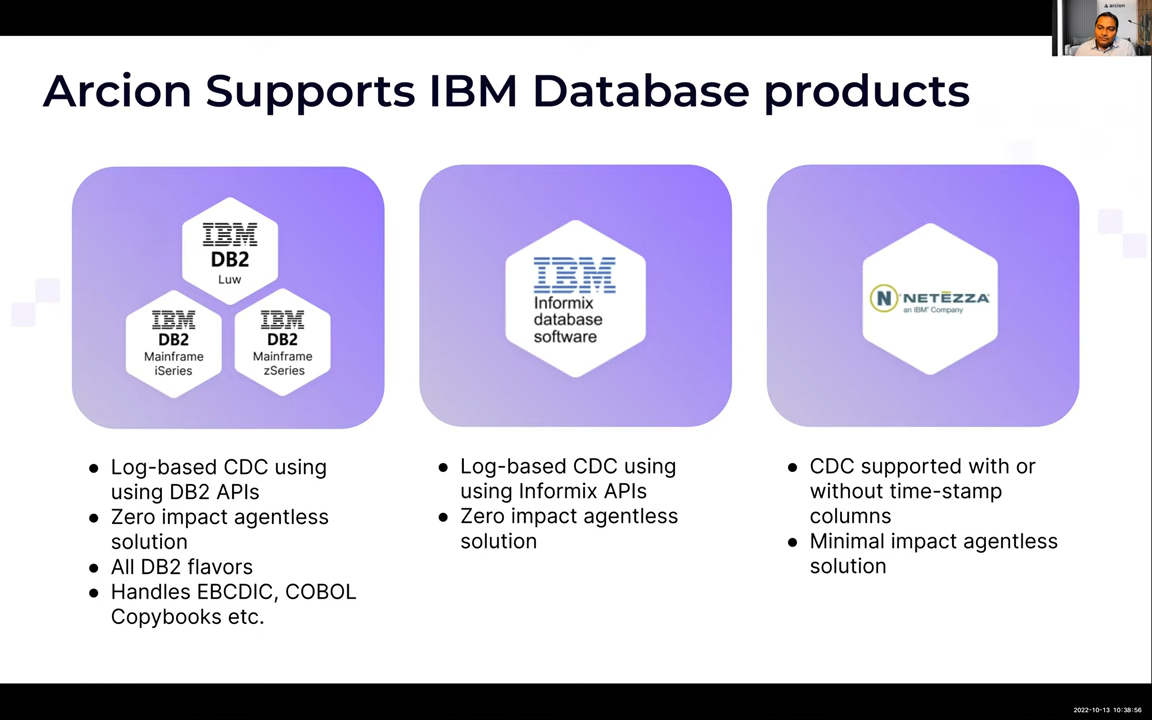 arcion
Arcion Supports IBM Database products
IBM
DB2
Luw
IBM
DB2
Mainframe
iSeries
IBM
DB2
Mainframe
zSeries
IBM
Informix
database
software
N NETEZZA
an IBM® Company
● Log-based CDC using
using DB2 APIs
● Zero impact agentless
solution
● All DB2 flavors
● Handles EBCDIC, COBOL
Copybooks etc.
● Log-based CDC using
using Informix APIs
● Zero impact agentless
solution
● CDC supported with or
without time-stamp
columns
● Minimal impact agentless
solution
2022-10-13 10:38:56